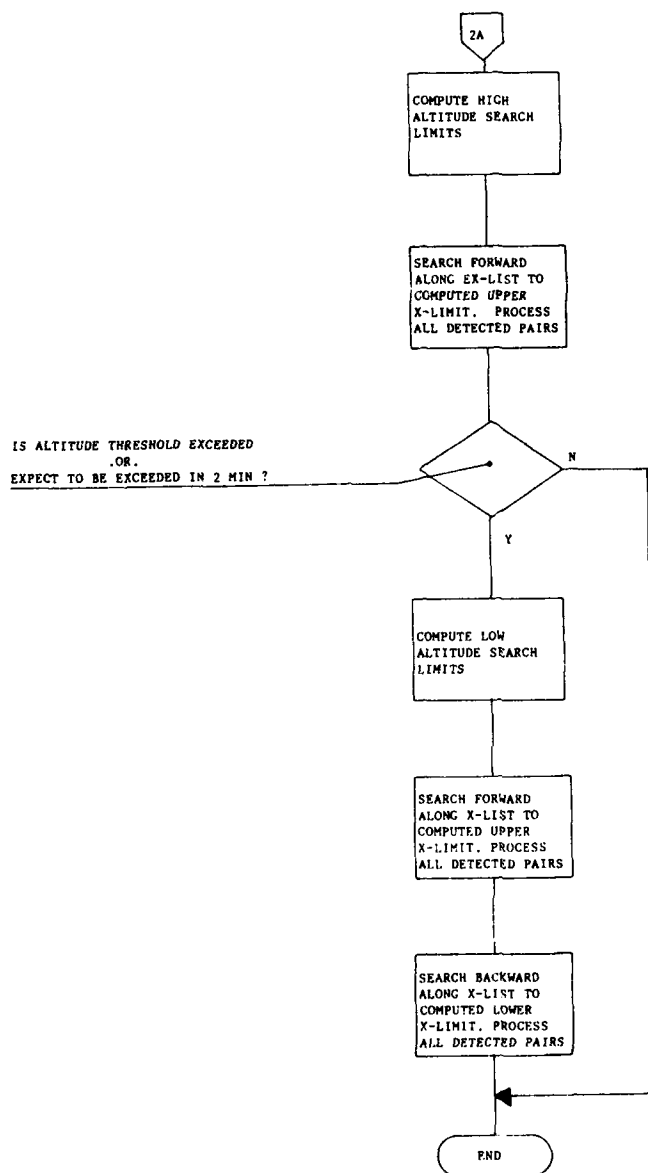 2A
COMPUTE HIGH
ALTITUDE SEARCH
LIMITS
SEARCH FORWARD
ALONG EX-LIST TO
COMPUTED UPPER
X-LIMIT. PROCESS
ALL DETECTED PAIRS
IS ALTITUDE THRESHOLD EXCEEDED
.OR.
EXPECT TO BE EXCEEDED IN 2 MIN ?
N
Y
COMPUTE LOW
ALTITUDE SEARCH
LIMITS
SEARCH FORWARD
ALONG X-LIST TO
COMPUTED UPPER
X-LIMIT. PROCESS
ALL DETECTED PAIRS
SEARCH BACKWARD
ALONG X-LIST TO
COMPUTED LOWER
X-LIMIT. PROCESS
ALL DETECTED PAIRS
END